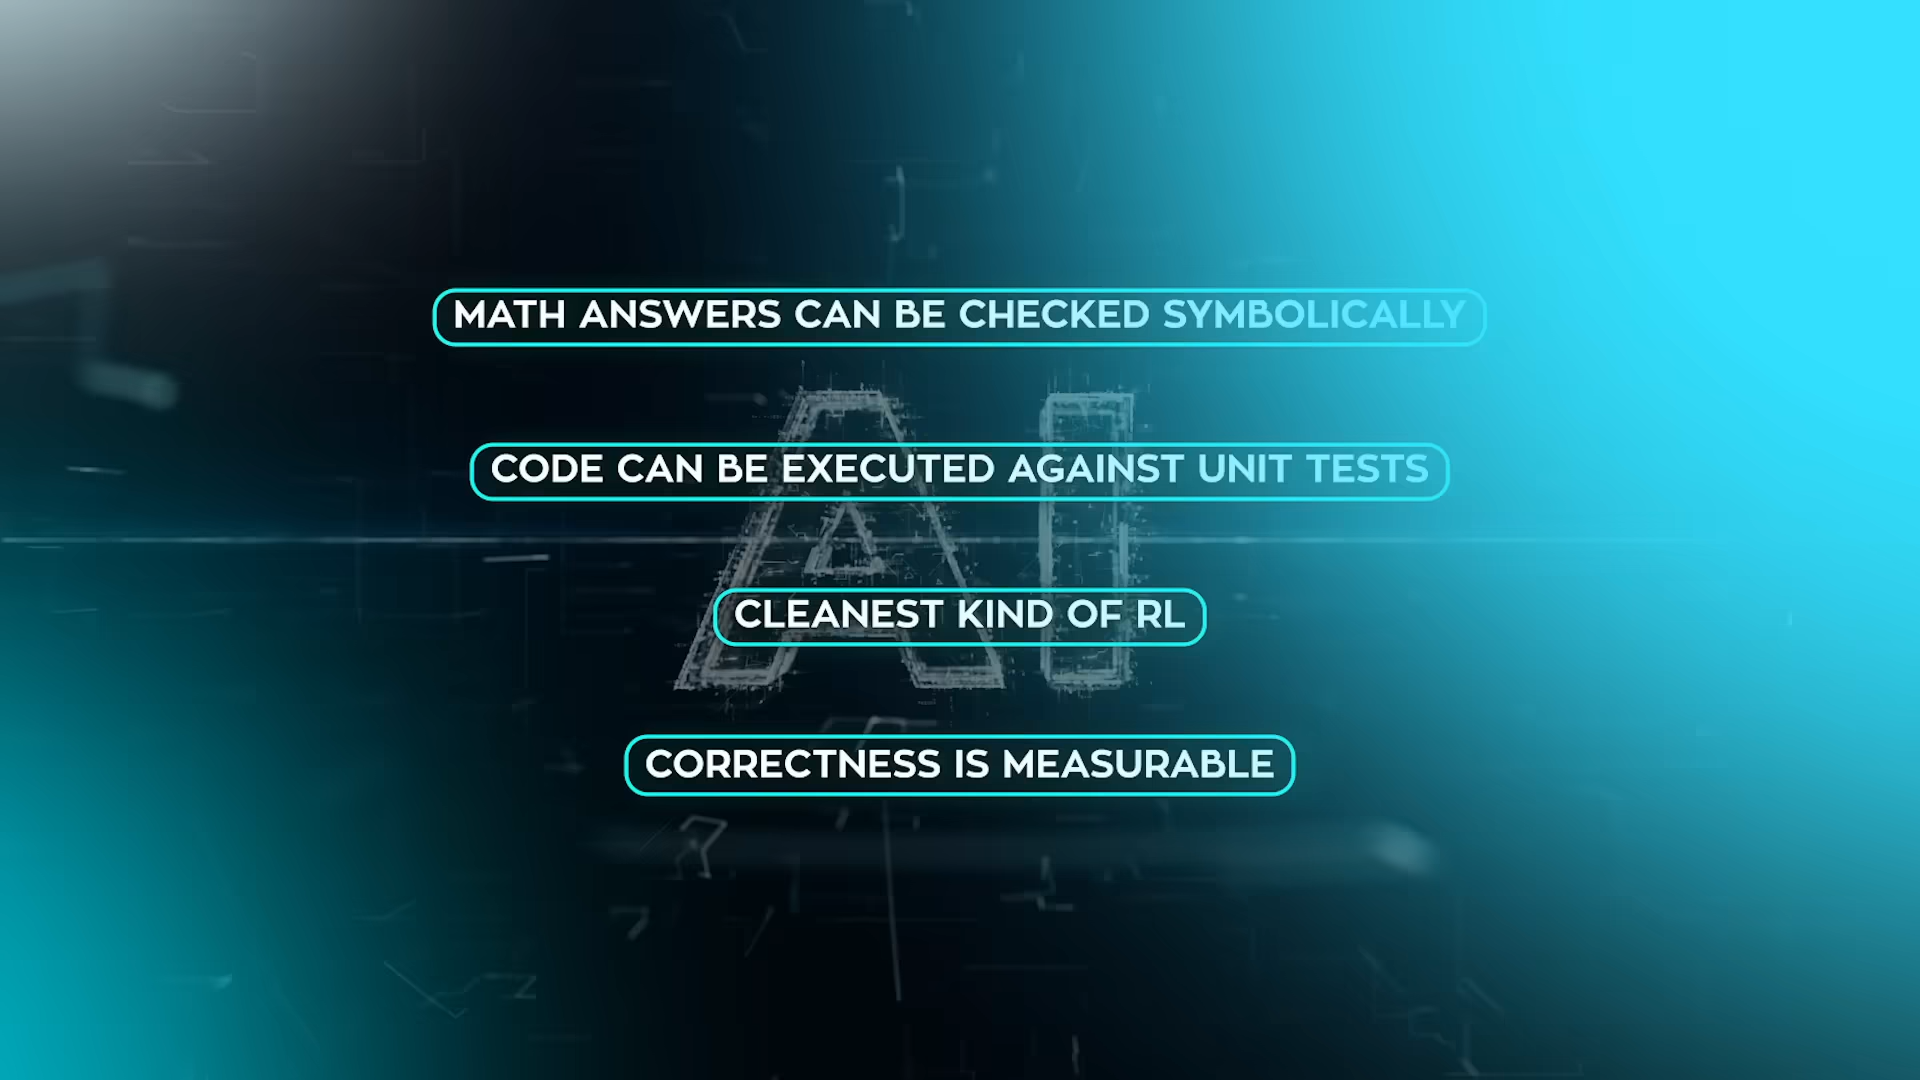 MATH ANSWERS CAN BE CHECKED SYMBOLICALLY
AI
CODE CAN BE EXECUTED AGAINST UNIT TESTS
CLEANEST KIND OF RL
CORRECTNESS IS MEASURABLE